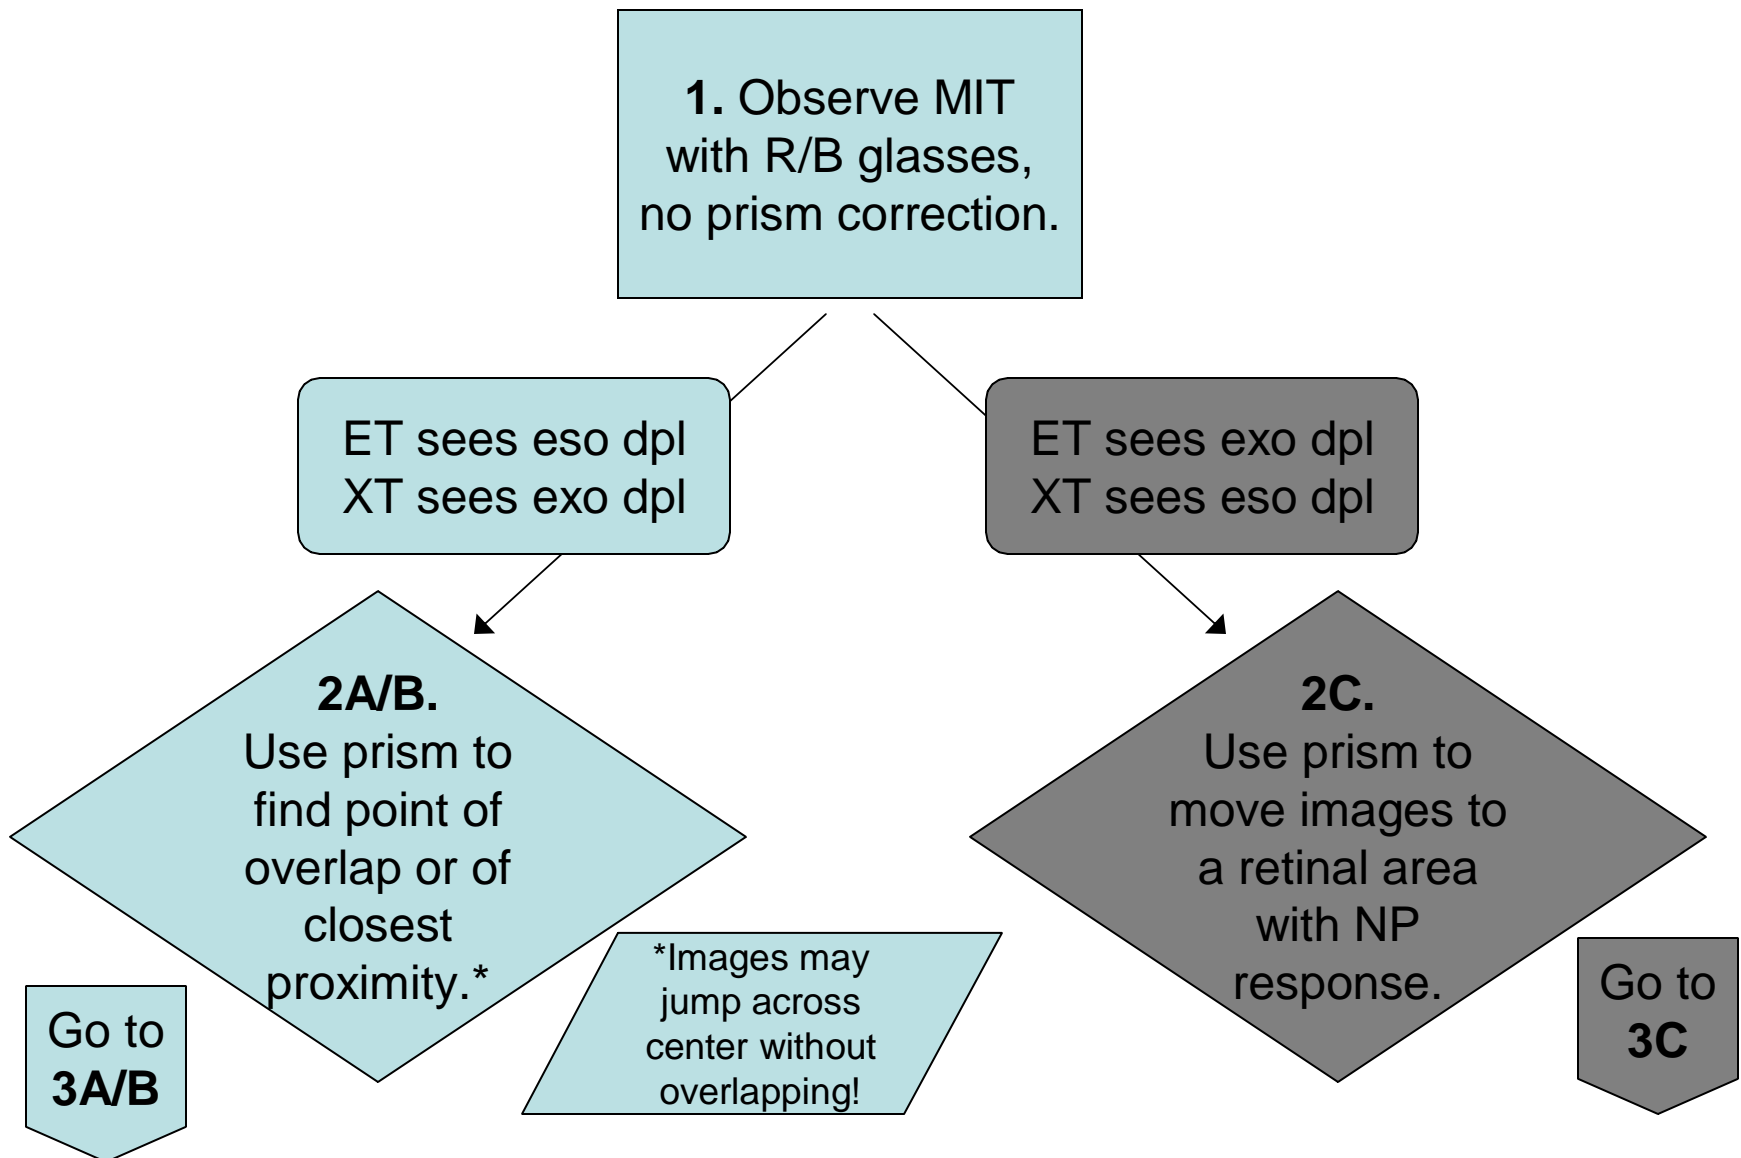 1. Observe MIT
with R/B glasses,
no prism correction.
ET sees eso dpl
XT sees exo dpl
ET sees exo dpl
XT sees eso dpl
2A/B.
Use prism to
find point of
overlap or of
closest
proximity.*
2C.
Use prism to
move images to
a retinal area
with NP
response.
*Images may
jump across
center without
overlapping!
Go to
3A/B
Go to
3C